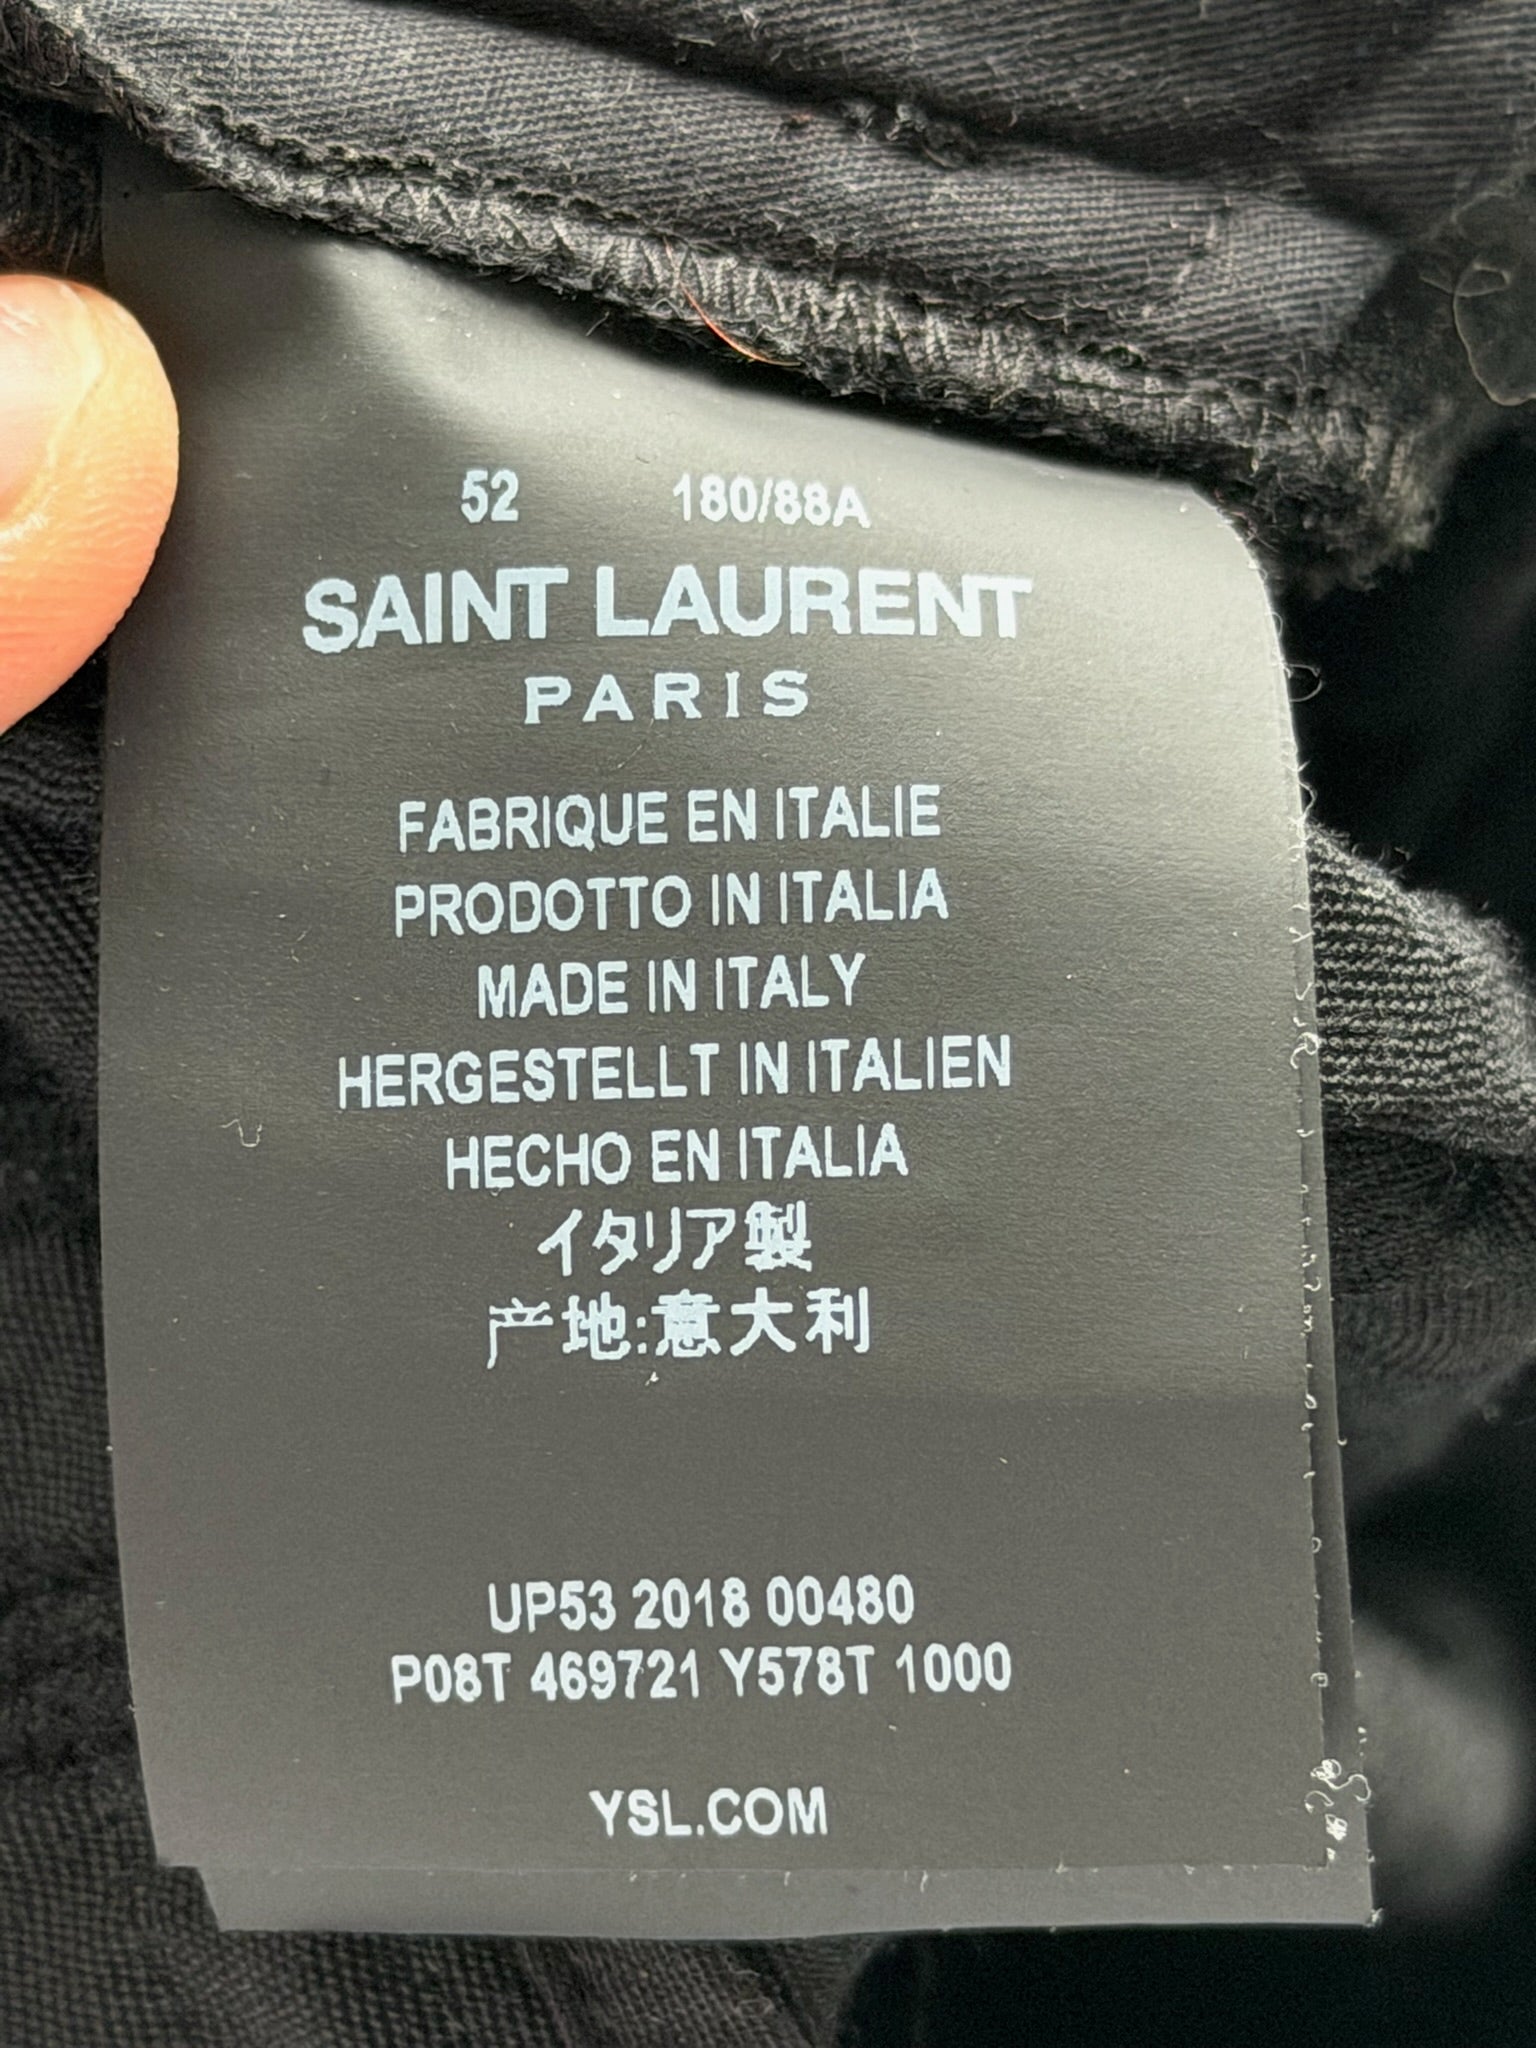 52 180/88A
SAINT LAURENT
PARIS
FABRIQUE EN ITALIE
PRODOTTO IN ITALIA
MADE IN ITALY
HERGESTELLT IN ITALIEN
HECHO EN ITALIA
イタリア製
产地:意大利
UP53 2018 00480
P08T 469721 Y578T 1000
YSL.COM